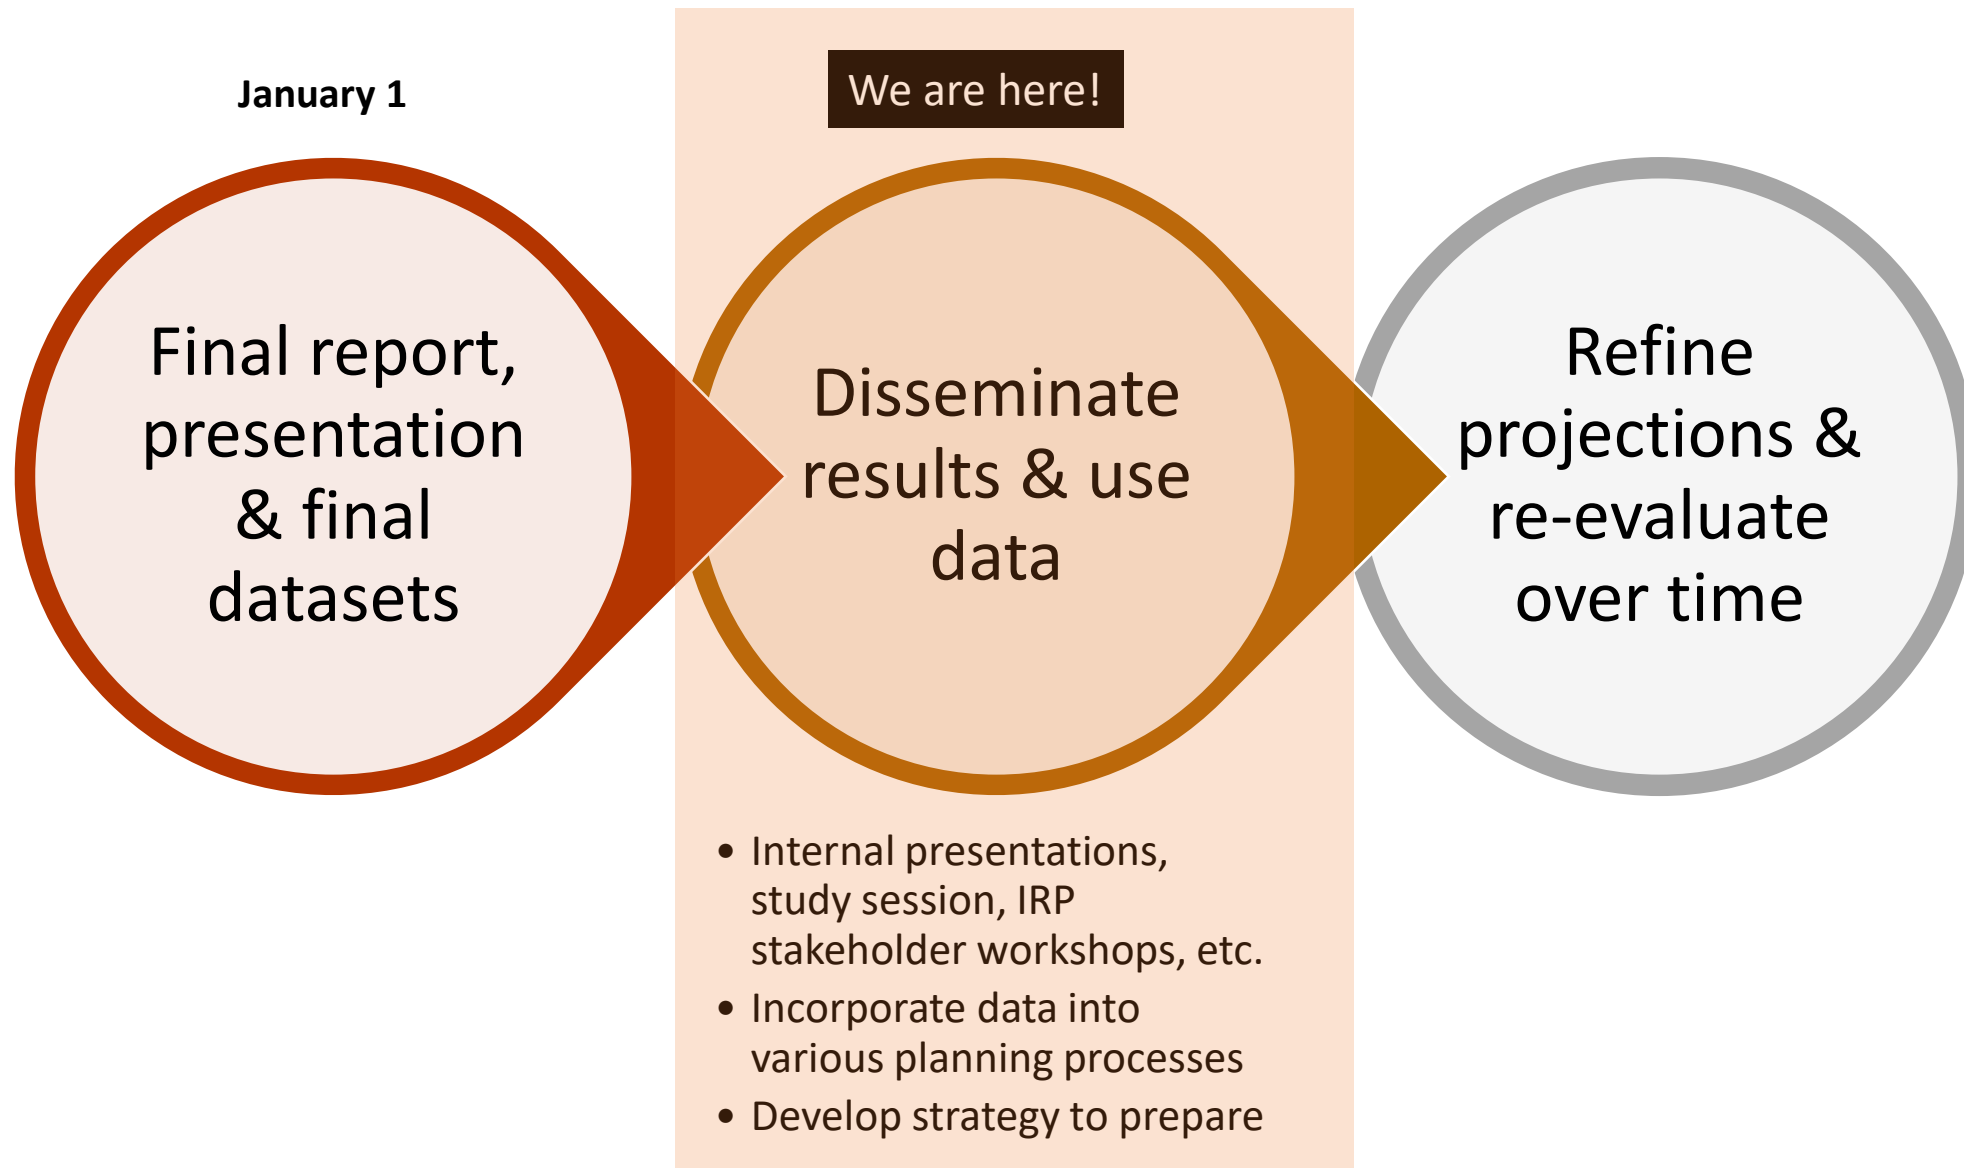 January 1
We are here!
Final report,
presentation
& final
datasets
Disseminate
results & use
data
Refine
projections &
re-evaluate
over time
• Internal presentations,
study session, IRP
stakeholder workshops, etc.
• Incorporate data into
various planning processes
• Develop strategy to prepare